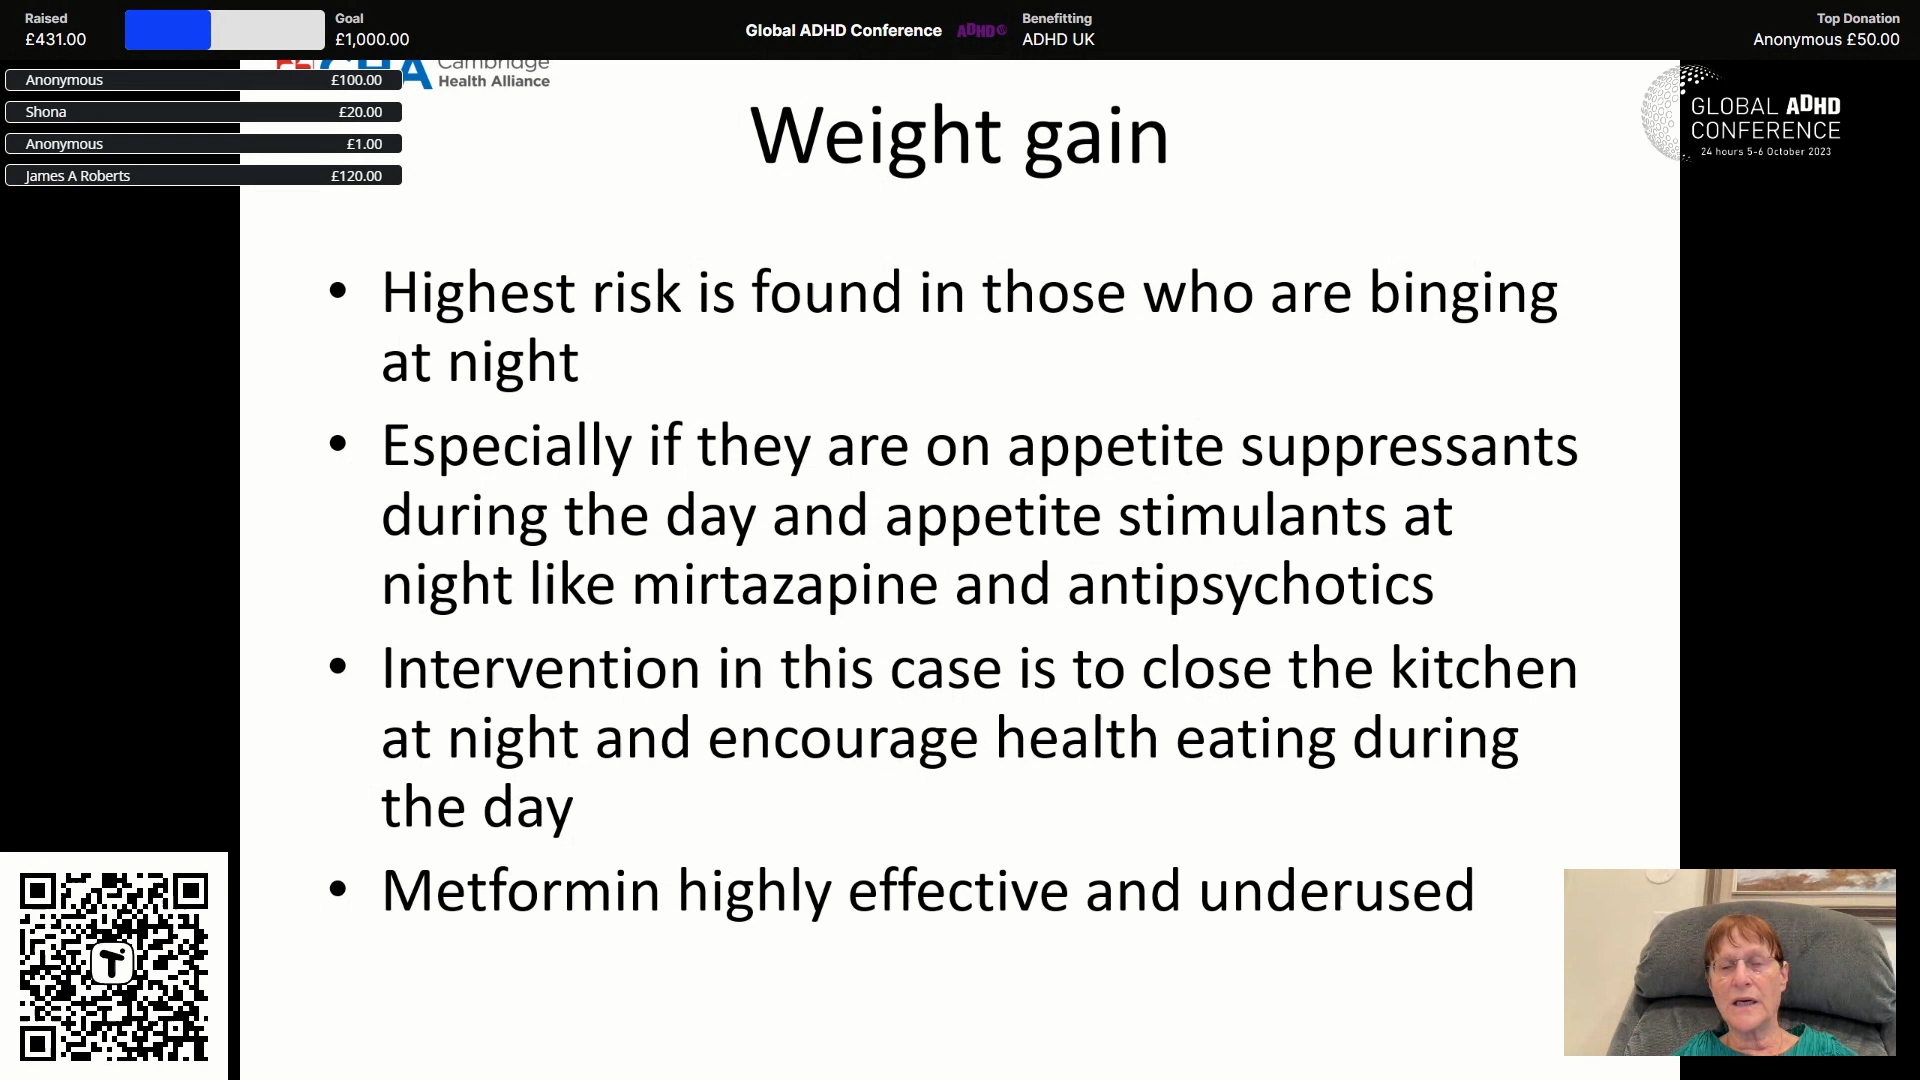 Raised
£431.00
Goal
£1,000.00
Global ADHD Conference
ADHD
Benefitting
ADHD UK
Top Donation
Anonymous £50.00
Anonymous £100.00
Shona £20.00
Anonymous £1.00
James A Roberts £120.00
Cambridge
Health Alliance
GLOBAL ADHD
CONFERENCE
24 hours 5-6 October 2023
Weight gain
• Highest risk is found in those who are binging
at night
• Especially if they are on appetite suppressants
during the day and appetite stimulants at
night like mirtazapine and antipsychotics
• Intervention in this case is to close the kitchen
at night and encourage health eating during
the day
• Metformin highly effective and underused
T